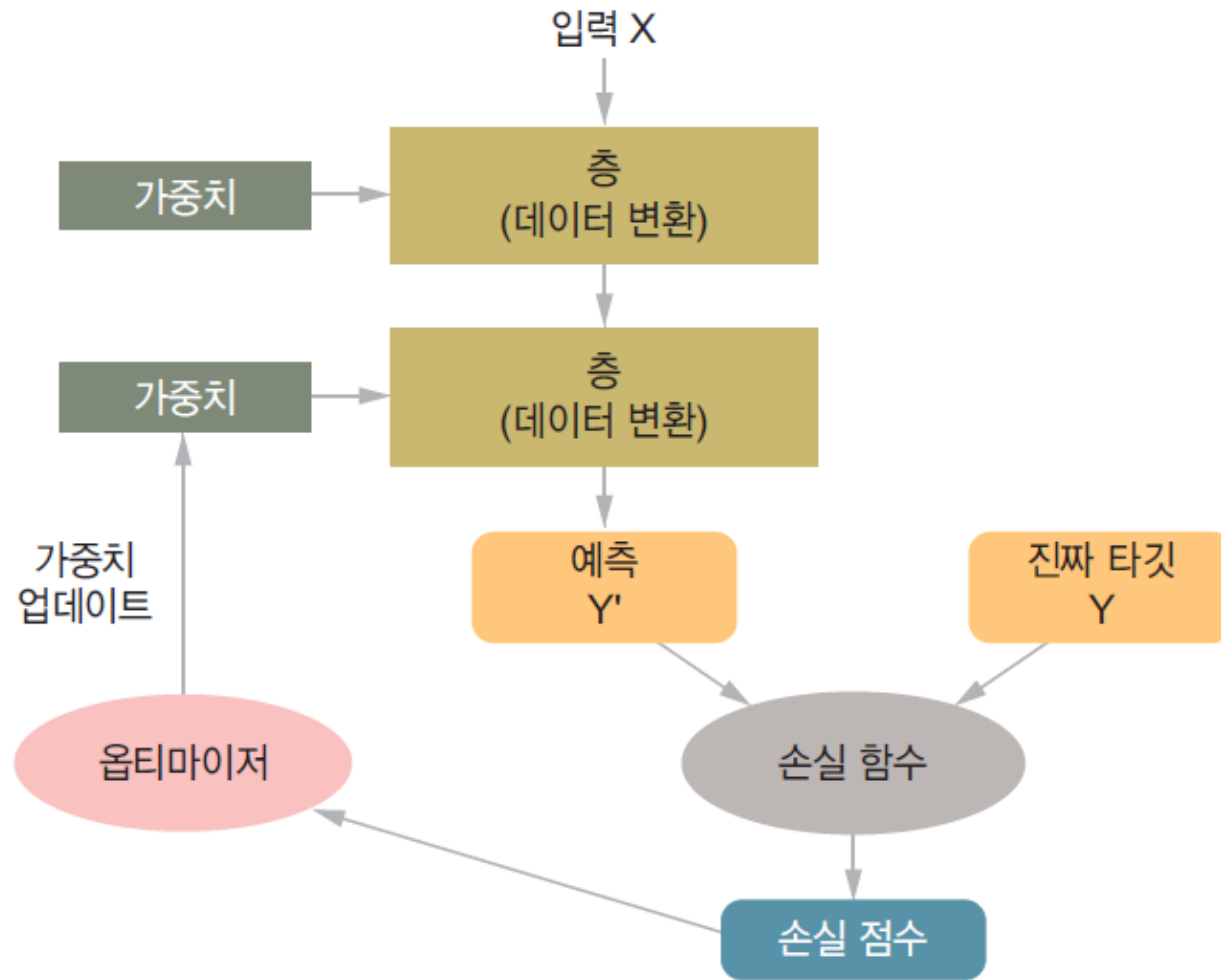 입력 X
가중치
층
(데이터 변환)
가중치
층
(데이터 변환)
가중치
업데이트
예측
Y'
진짜 타깃
Y
옵티마이저
손실 함수
손실 점수